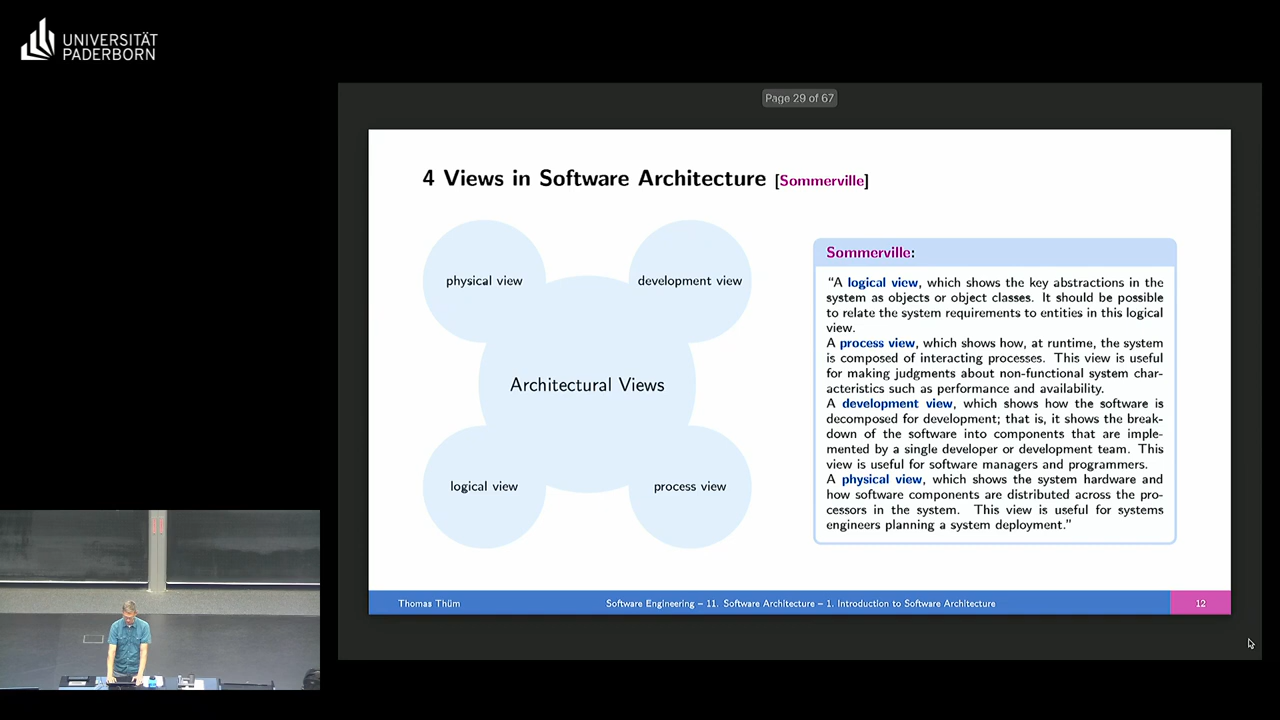 UNIVERSITÄT
PADERBORN
Page 29 of 67
4 Views in Software Architecture [Sommerville]
physical view
development view
Architectural Views
logical view
process view
Sommerville:
“A logical view, which shows the key abstractions in the
system as objects or object classes. It should be possible
to relate the system requirements to entities in this logical
view.
A process view, which shows how, at runtime, the system
is composed of interacting processes. This view is useful
for making judgments about non-functional system char-
acteristics such as performance and availability.
A development view, which shows how the software is
decomposed for development; that is, it shows the break-
down of the software into components that are imple-
mented by a single developer or development team. This
view is useful for software managers and programmers.
A physical view, which shows the system hardware and
how software components are distributed across the pro-
cessors in the system. This view is useful for systems
engineers planning a system deployment.”
Thomas Thüm
Software Engineering – 11. Software Architecture – 1. Introduction to Software Architecture
12